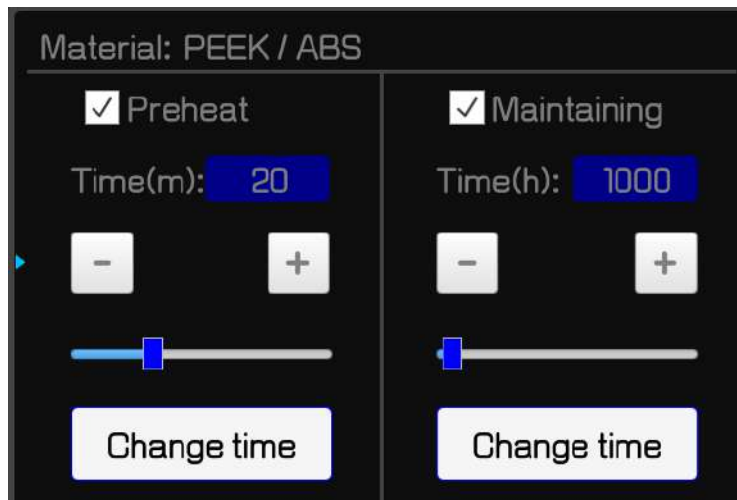 Material: PEEK / ABS
Preheat
Maintaining
Time(m): 20
Time(h): 1000
- +
- +
Change time
Change time